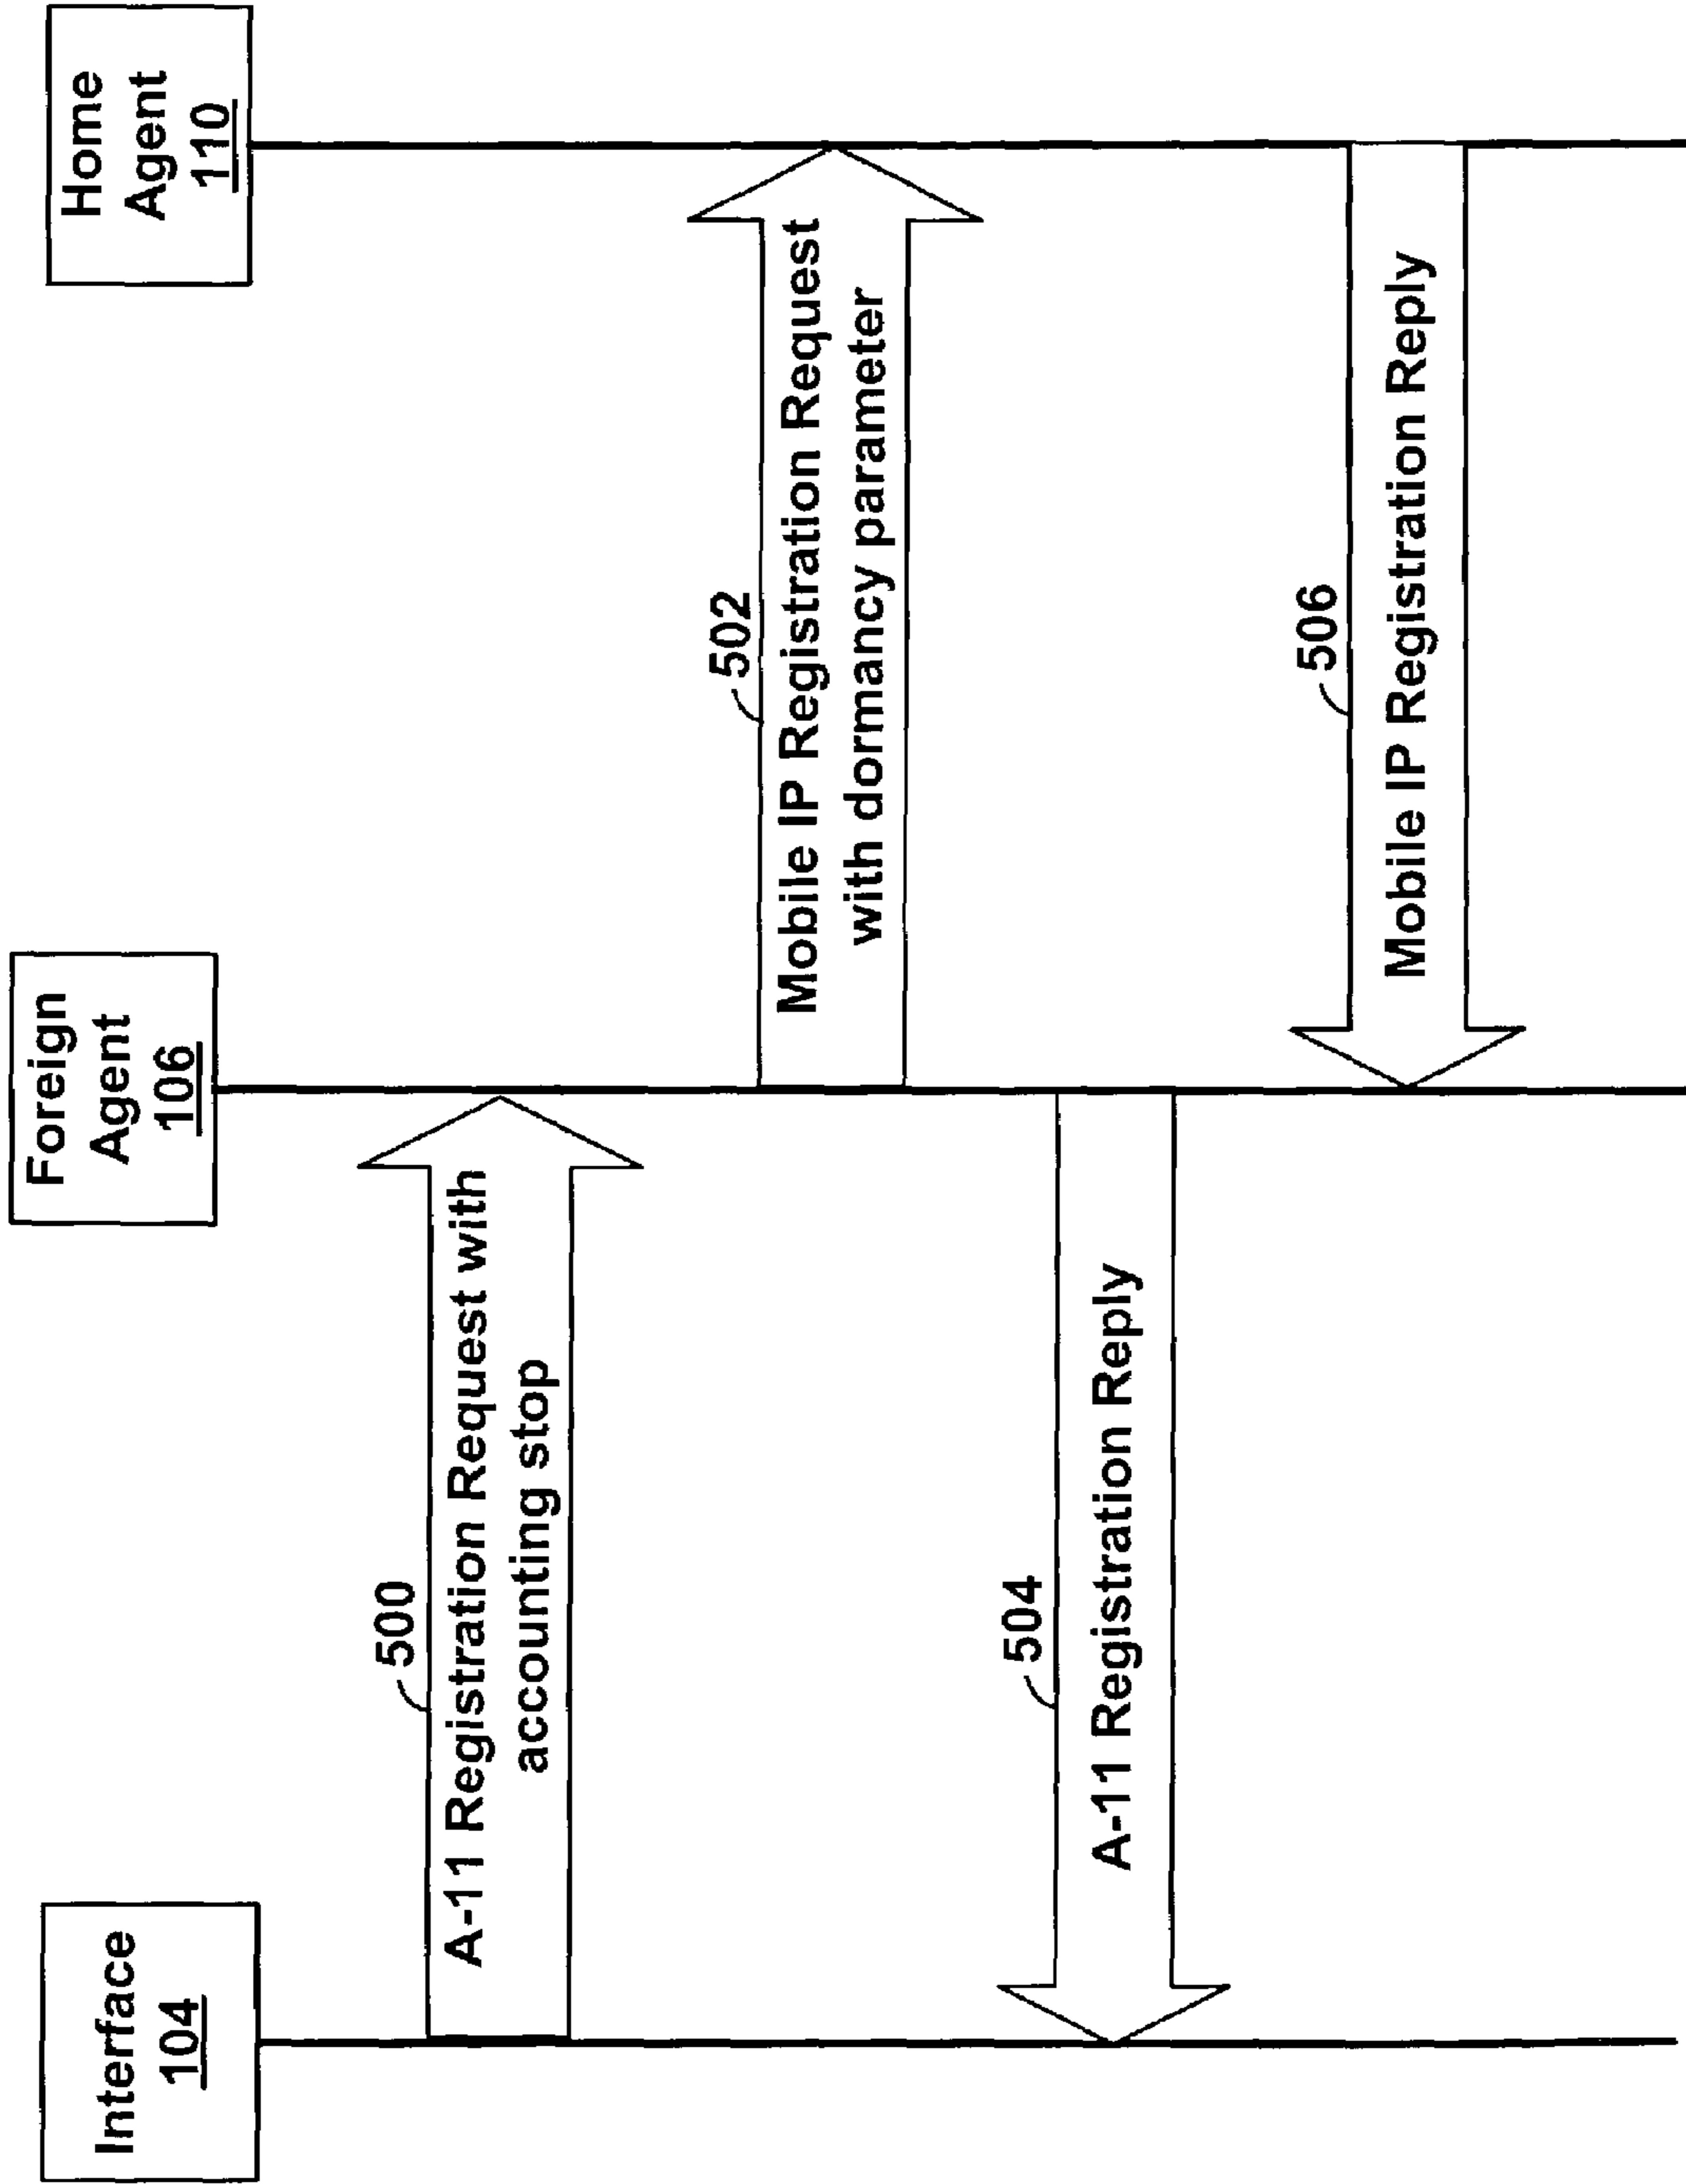 Interface
104
Foreign
Agent
106
Home
Agent
110
500
A-11 Registration Request with
accounting stop
502
Mobile IP Registration Request
with dormancy parameter
504
A-11 Registration Reply
506
Mobile IP Registration Reply